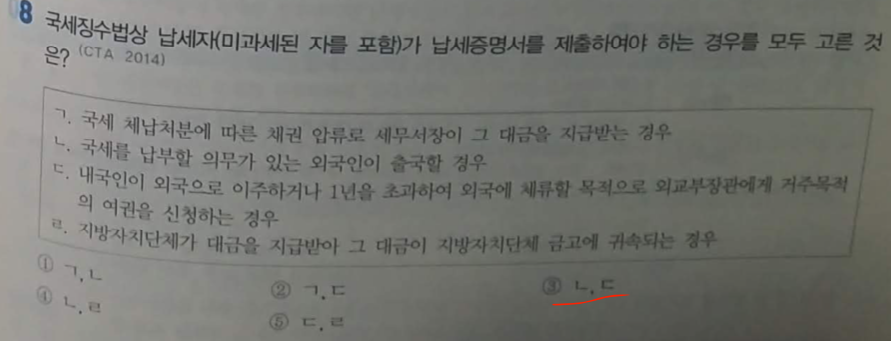 8 국세징수법상 납세자(미과세된 자를 포함)가 납세증명서를 제출하여야 하는 경우를 모두 고른 것
은? (CTA 2014)
ㄱ. 국세 체납처분에 따른 채권 압류로 세무서장이 그 대금을 지급받는 경우
ㄴ. 국세를 납부할 의무가 있는 외국인이 출국할 경우
ㄷ. 내국인이 외국으로 이주하거나 1년을 초과하여 외국에 체류할 목적으로 외교부장관에게 거주목적
의 여권을 신청하는 경우
ㄹ. 지방자치단체가 대금을 지급받아 그 대금이 지방자치단체 금고에 귀속되는 경우
① ㄱ, ㄴ ② ㄱ, ㄷ ③ ㄴ, ㄷ
④ ㄴ, ㄹ ⑤ ㄷ, ㄹ